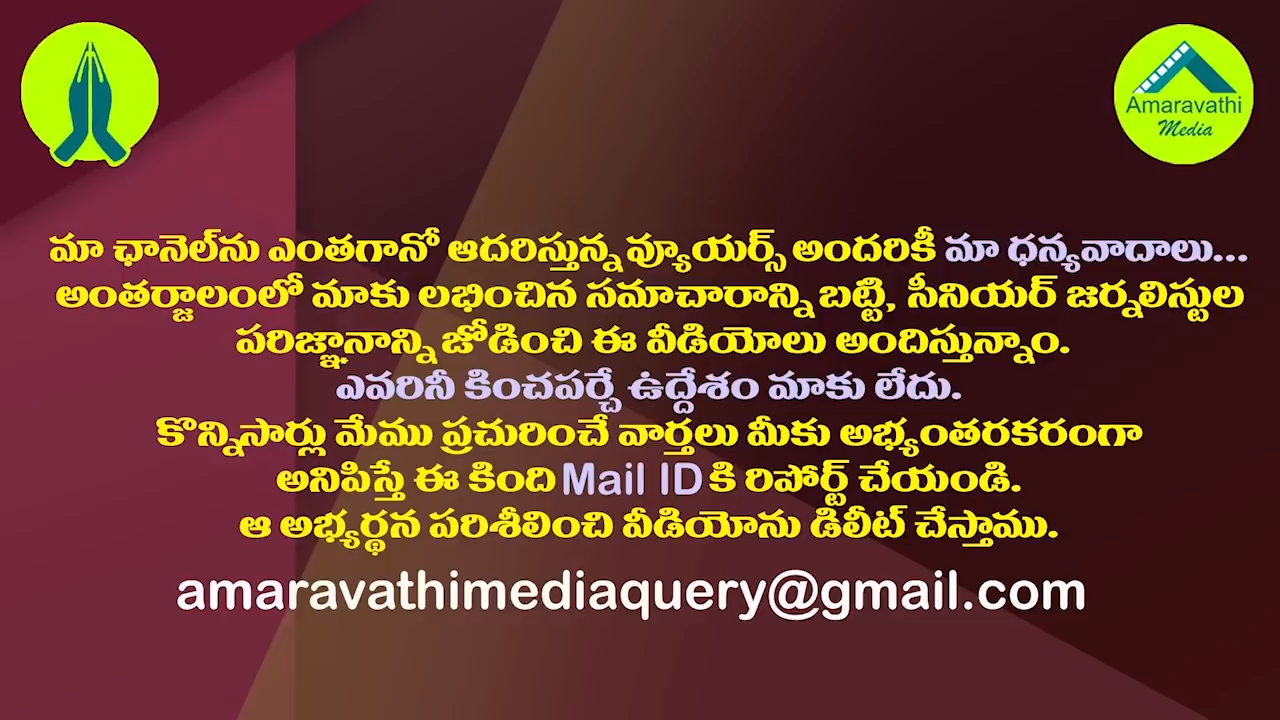 Amaravathi
Media
మా ఛానెల్‌ను ఎంతగానో ఆదరిస్తున్న వ్యూయర్స్ అందరికీ మా ధన్యవాదాలు...
అంతర్జాలంలో మాకు లభించిన సమాచారాన్ని బట్టి, సీనియర్ జర్నలిస్టుల
పరిజ్ఞానాన్ని జోడించి ఈ వీడియోలు అందిస్తున్నాం.
ఎవరినీ కించపర్చే ఉద్దేశం మాకు లేదు.
కొన్నిసార్లు మేము ప్రచురించే వార్తలు మీకు అభ్యంతరకరంగా
అనిపిస్తే ఈ కింది Mail ID కి రిపోర్ట్ చేయండి.
ఆ అభ్యర్థన పరిశీలించి వీడియోను డిలీట్ చేస్తాము.
amaravathimediaquery@gmail.com